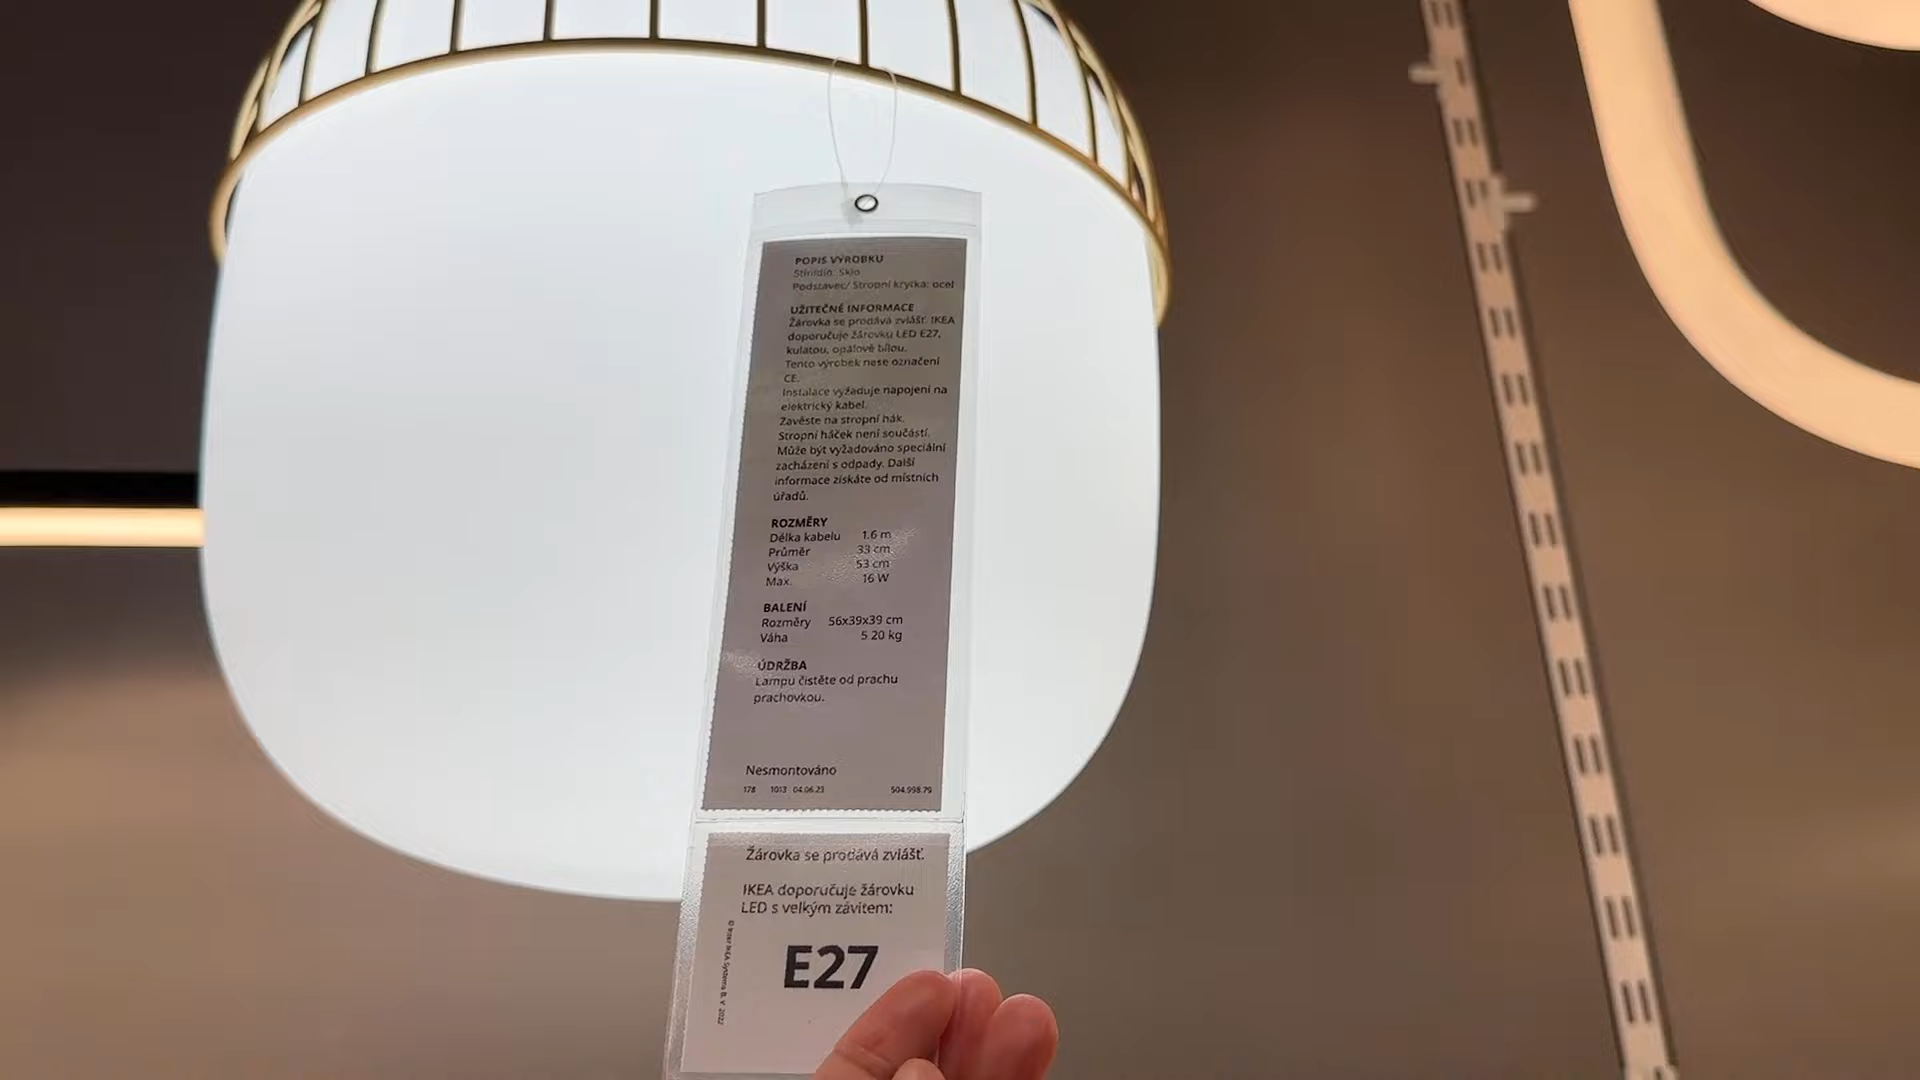 POPIS VÝROBKU
Stínidlo: Sklo
Podstavec/ Stropní krytka: ocel
UŽITEČNÉ INFORMACE
Žárovka se prodává zvlášť. IKEA
doporučuje žárovku LED E27,
kulatou, opálově bílou.
Tento výrobek nese označení
CE.
Instalace vyžaduje napojení na
elektrický kabel.
Zavěste na stropní hák.
Stropní háček není součástí.
Může být vyžadováno speciální
zacházení s odpady. Další
informace získáte od místních
úřadů.
ROZMĚRY
Délka kabelu 1.6 m
Průměr 33 cm
Výška 53 cm
Max. 16 W
BALENÍ
Rozměry 56x39x39 cm
Váha 5.20 kg
ÚDRŽBA
Lampu čistěte od prachu
prachovkou.
Nesmontováno
178 1013 04.06.23 504.998.79
Žárovka se prodává zvlášť.
IKEA doporučuje žárovku
LED s velkým závitem:
E27
© Inter IKEA Systems B. V. 2022